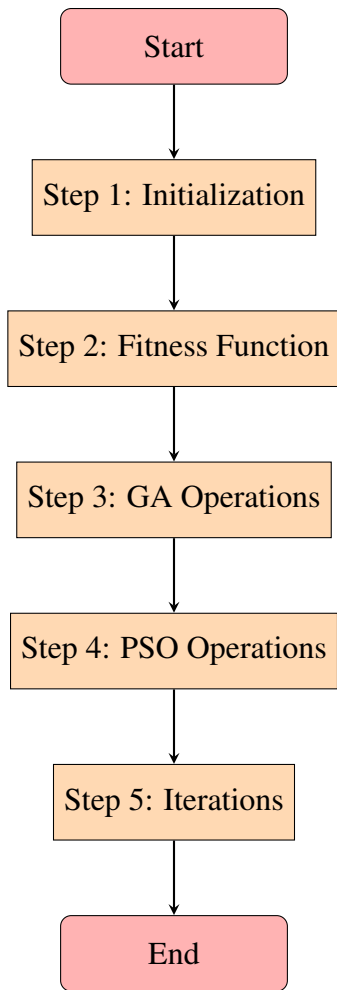 Start
Step 1: Initialization
Step 2: Fitness Function
Step 3: GA Operations
Step 4: PSO Operations
Step 5: Iterations
End